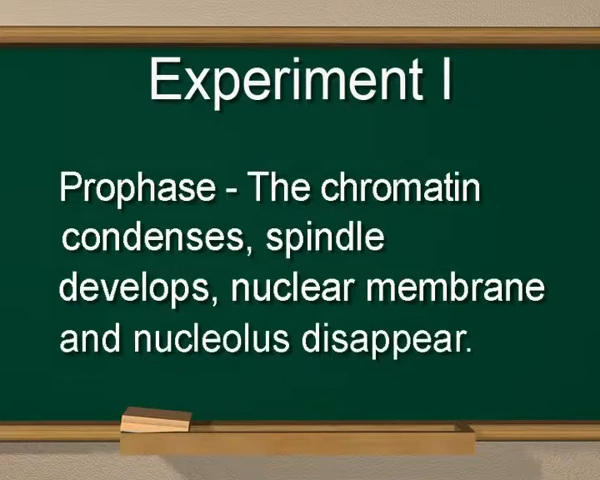 Experiment I
Prophase - The chromatin
condenses, spindle
develops, nuclear membrane
and nucleolus disappear.